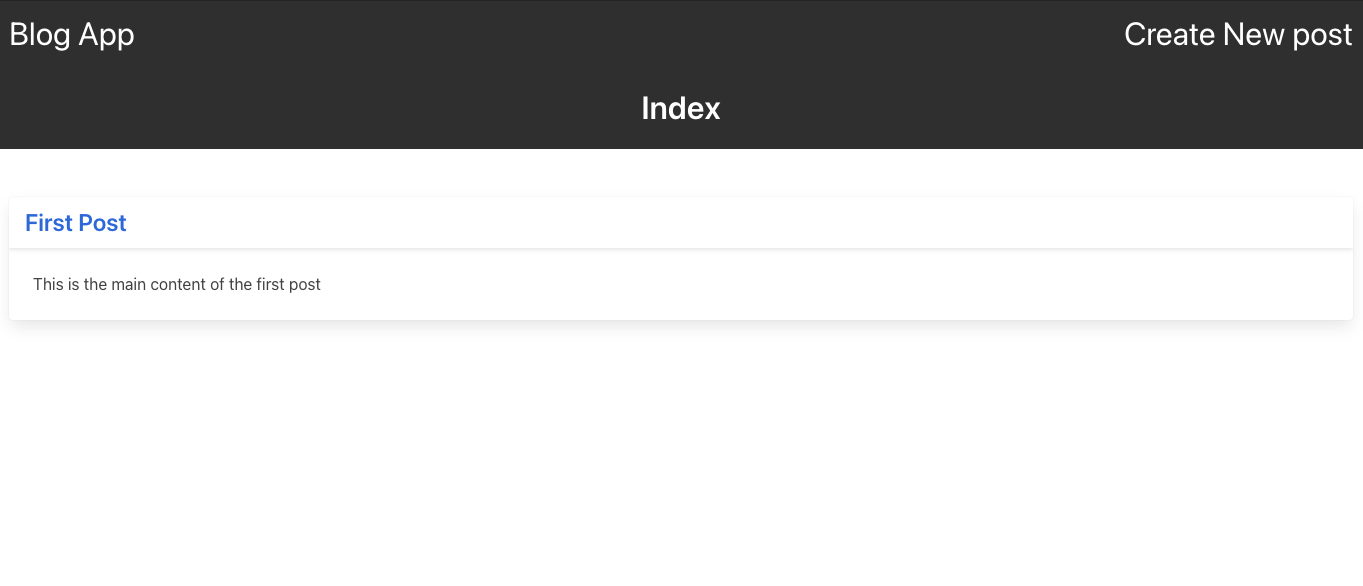 Blog App
Create New post
Index
First Post
This is the main content of the first post